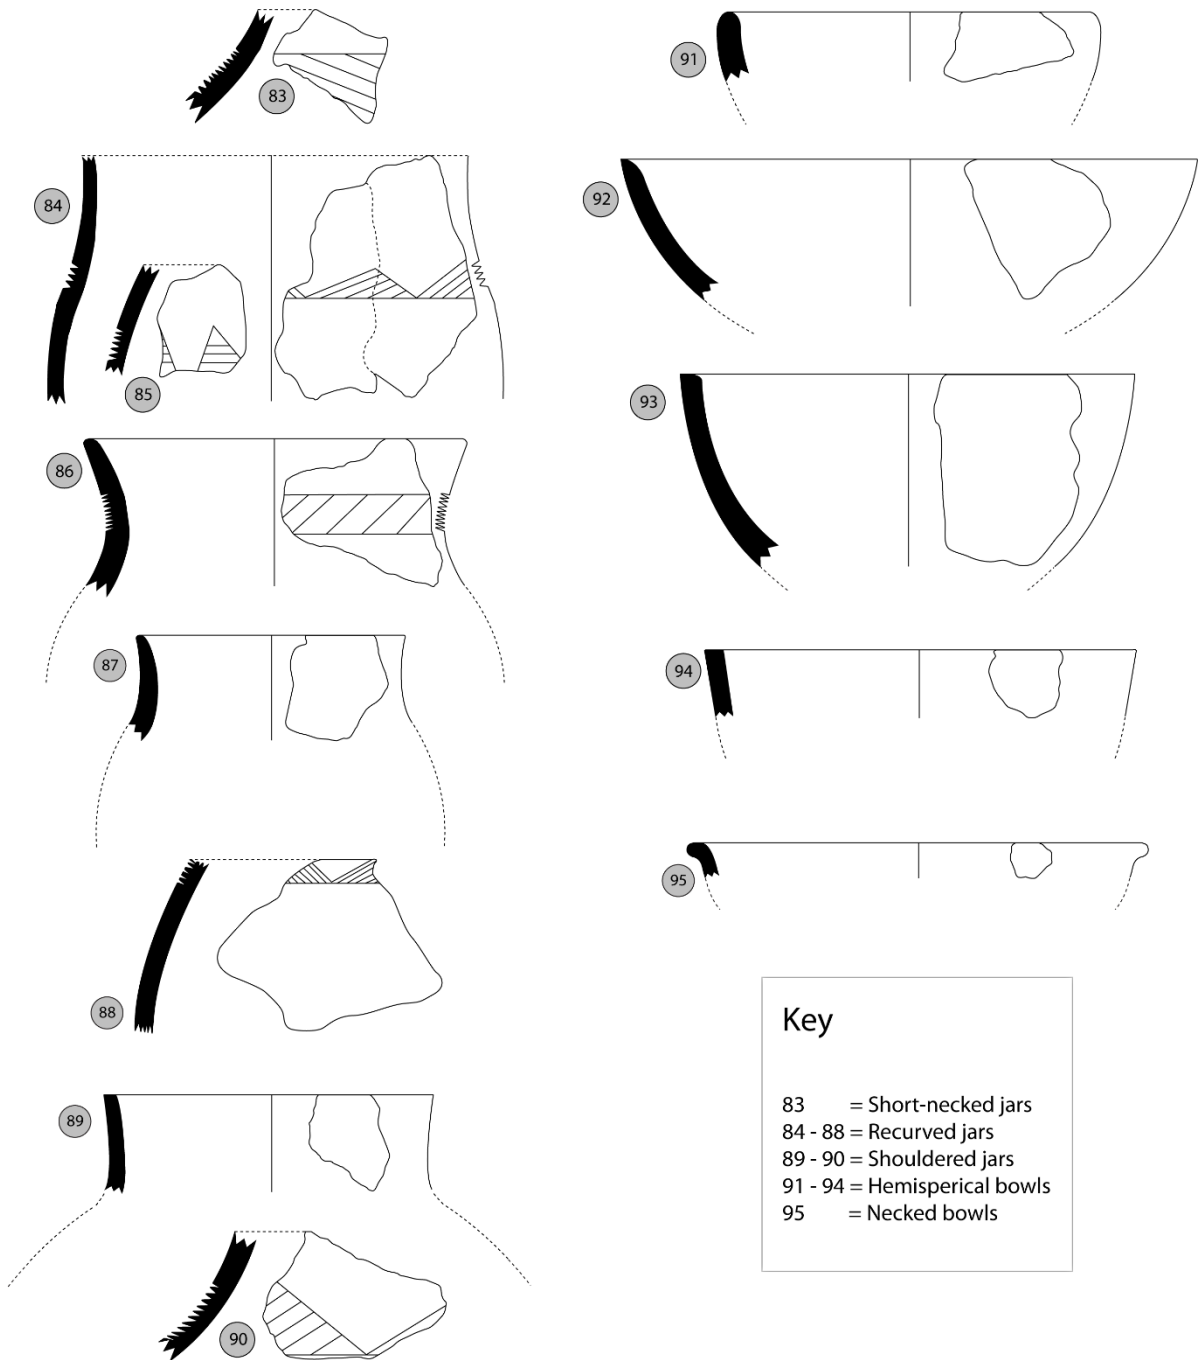 83
84
85
86
87
88
89
90
91
92
93
94
95
Key
83 = Short-necked jars
84 - 88 = Recurved jars
89 - 90 = Shouldered jars
91 - 94 = Hemisperical bowls
95 = Necked bowls